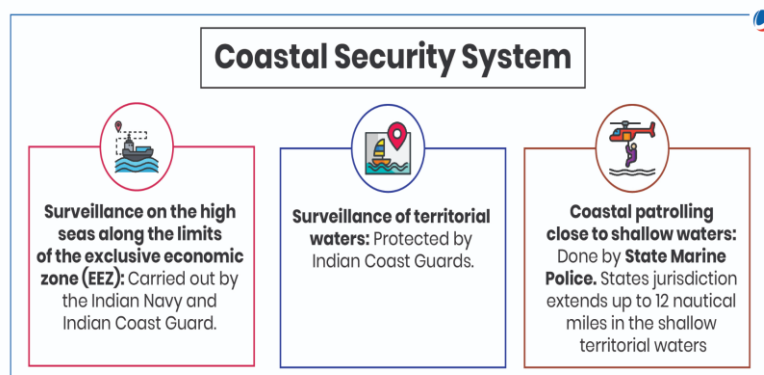 Coastal Security System
Surveillance on the high
seas along the limits
of the exclusive economic
zone (EEZ): Carried out by
the Indian Navy and
Indian Coast Guard.
Surveillance of territorial
waters: Protected by
Indian Coast Guards.
Coastal patrolling
close to shallow waters:
Done by State Marine
Police. States jurisdiction
extends up to 12 nautical
miles in the shallow
territorial waters